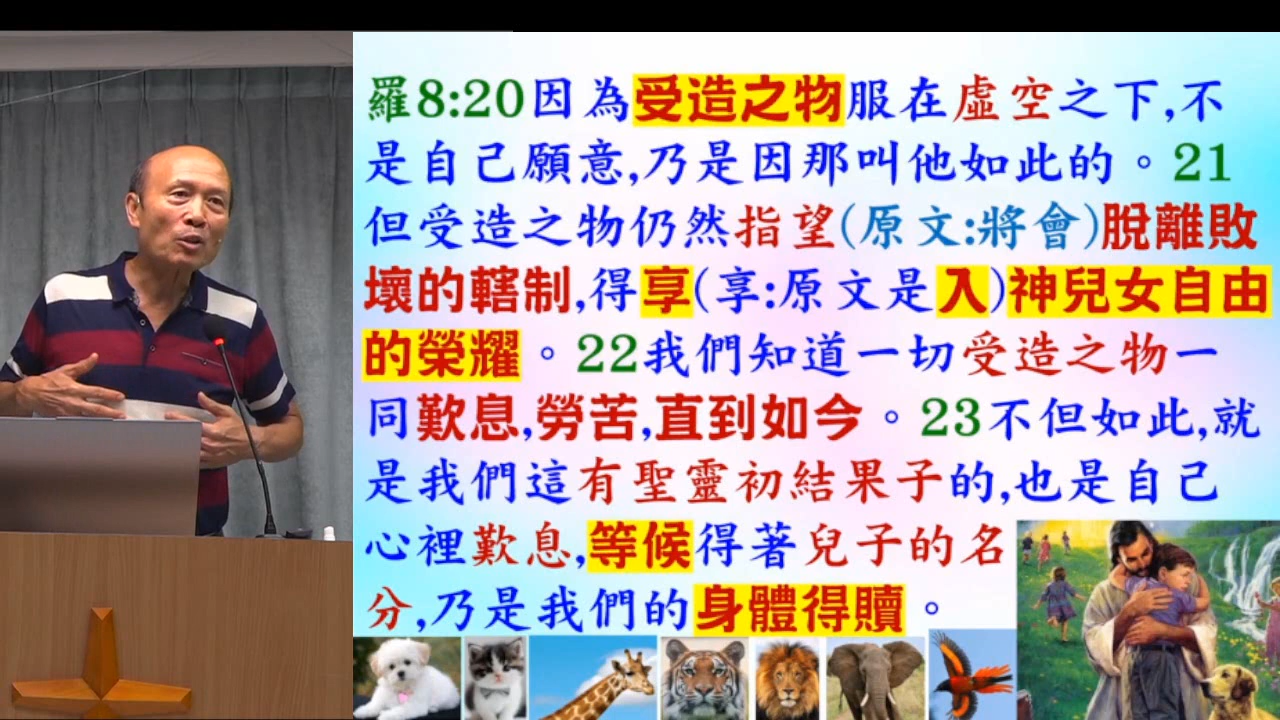 羅8:20因為受造之物服在虛空之下,不
是自己願意,乃是因那叫他如此的。21
但受造之物仍然指望(原文:將會)脫離敗
壞的轄制,得享(享:原文是入)神兒女自由
的榮耀。22我們知道一切受造之物一
同歎息,勞苦,直到如今。23不但如此,就
是我們這有聖靈初結果子的,也是自己
心裡歎息,等候得著兒子的名
分,乃是我們的身體得贖。